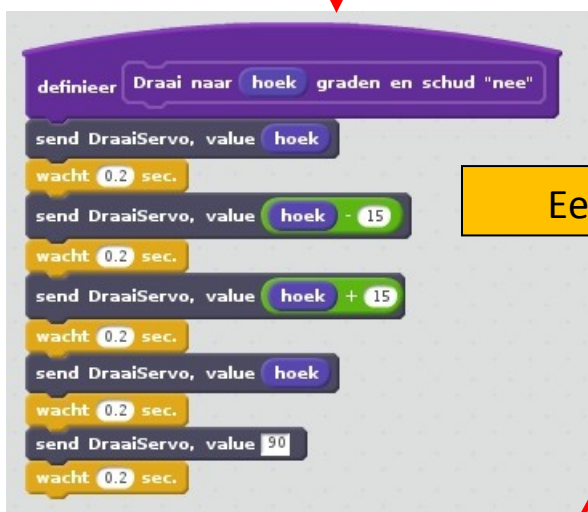 definieer Draai naar hoek graden en schud "nee"
send DraaiServo, value hoek
wacht 0.2 sec.
send DraaiServo, value hoek - 15
wacht 0.2 sec.
Ee
send DraaiServo, value hoek + 15
wacht 0.2 sec.
send DraaiServo, value hoek
wacht 0.2 sec.
send DraaiServo, value 90
wacht 0.2 sec.